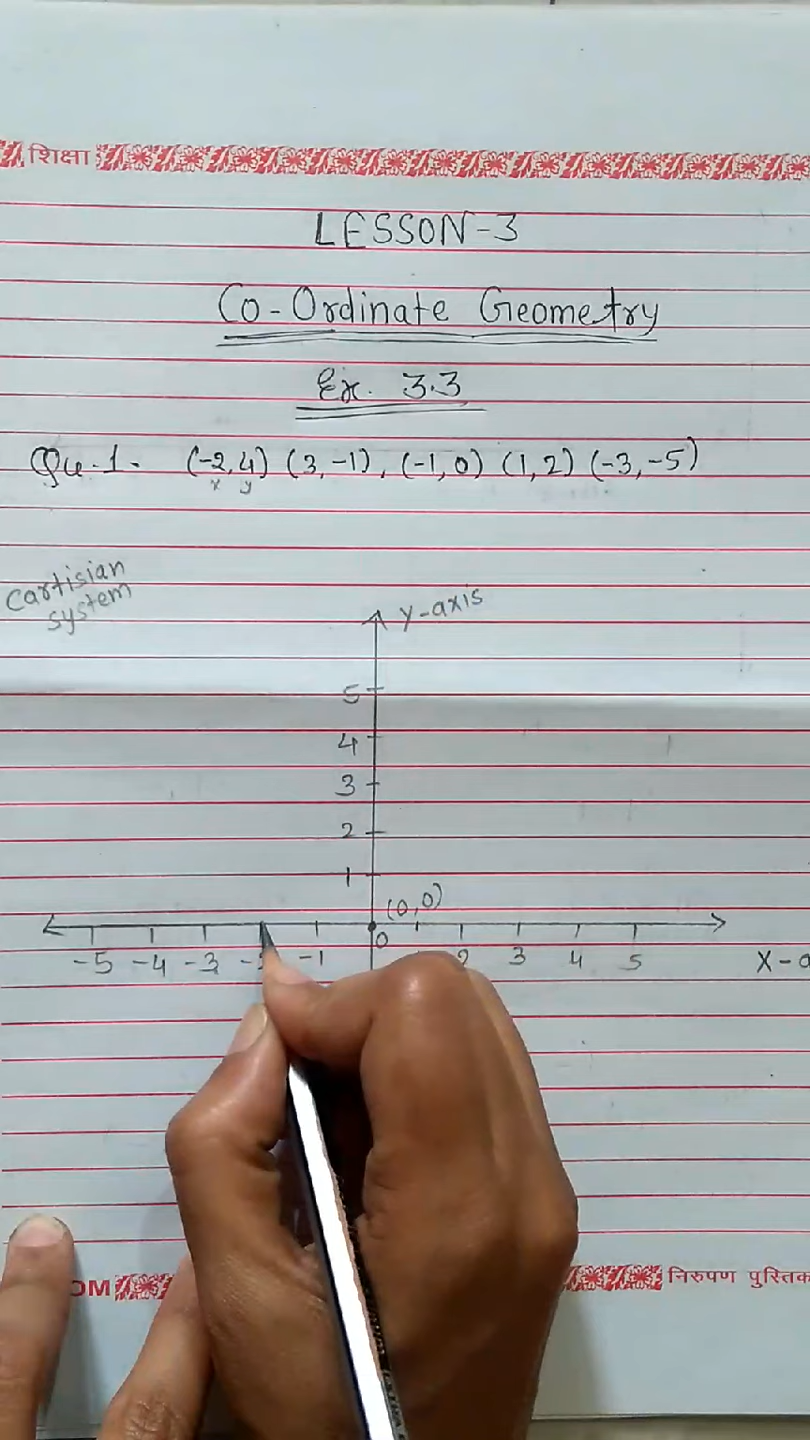 शिक्षा
LESSON-3
Co-Ordinate Geometry
Ex. 3.3
Qu.1. (-2,4) (3,-1), (-1,0) (1,2) (-3,-5)
x y
Cartisian
system
y-axis
5
4
3
2
1
(0,0)
0
-5 -4 -3 -1 2 3 4 5 X-a
OM
निरुपण पुस्तिक